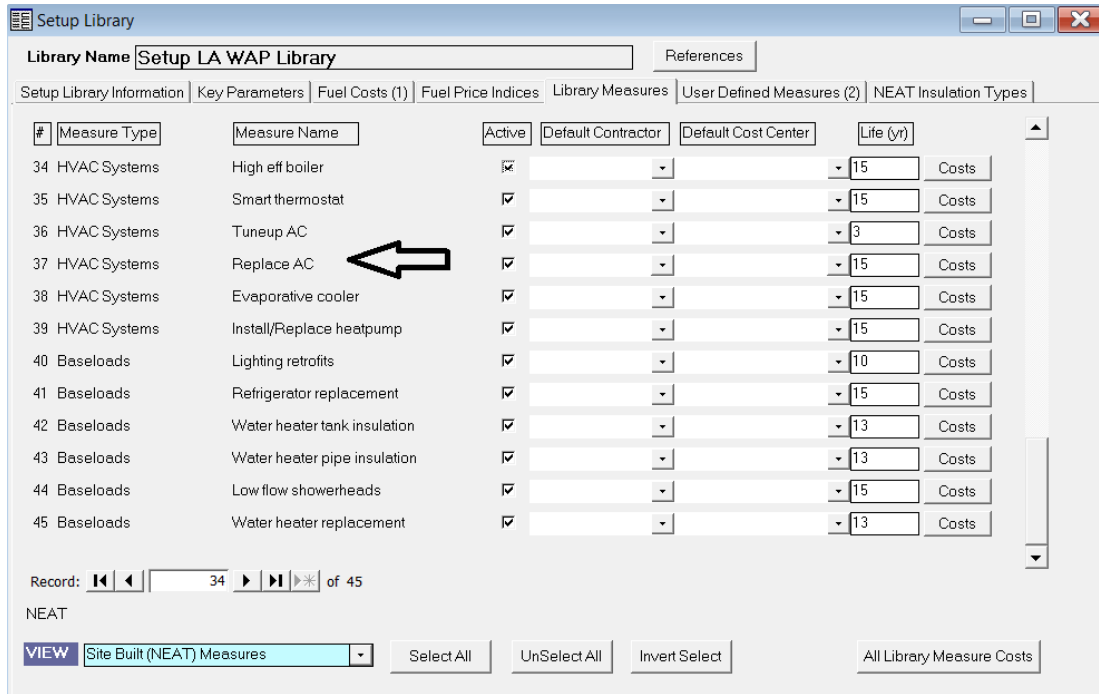 Setup Library
Library Name Setup LA WAP Library References
Setup Library Information Key Parameters Fuel Costs (1) Fuel Price Indices Library Measures User Defined Measures (2) NEAT Insulation Types
# Measure Type Measure Name Active Default Contractor Default Cost Center Life (yr)
34 HVAC Systems High eff boiler 15 Costs
35 HVAC Systems Smart thermostat 15 Costs
36 HVAC Systems Tuneup AC 3 Costs
37 HVAC Systems Replace AC 15 Costs
38 HVAC Systems Evaporative cooler 15 Costs
39 HVAC Systems Install/Replace heatpump 15 Costs
40 Baseloads Lighting retrofits 10 Costs
41 Baseloads Refrigerator replacement 15 Costs
42 Baseloads Water heater tank insulation 13 Costs
43 Baseloads Water heater pipe insulation 13 Costs
44 Baseloads Low flow showerheads 15 Costs
45 Baseloads Water heater replacement 13 Costs
Record: 34 of 45
NEAT
VIEW Site Built (NEAT) Measures Select All UnSelect All Invert Select All Library Measure Costs